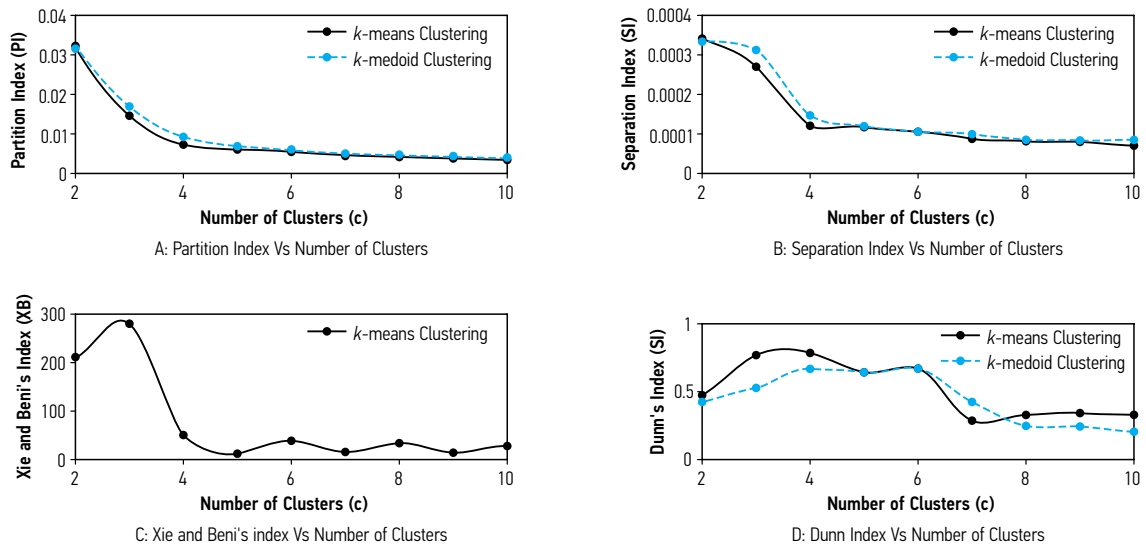 Partition Index (PI)
0.04
0.03
0.02
0.01
0
k-means Clustering
k-medoid Clustering
2 4 6 8 10
Number of Clusters (c)
A: Partition Index Vs Number of Clusters
Separation Index (SI)
0.0004
0.0003
0.0002
0.0001
0
k-means Clustering
k-medoid Clustering
2 4 6 8 10
Number of Clusters (c)
B: Separation Index Vs Number of Clusters
Xie and Beni's Index (XB)
300
200
100
0
k-means Clustering
2 4 6 8 10
Number of Clusters (c)
C: Xie and Beni's index Vs Number of Clusters
Dunn's Index (SI)
1
0.5
0
k-means Clustering
k-medoid Clustering
2 4 6 8 10
Number of Clusters (c)
D: Dunn Index Vs Number of Clusters